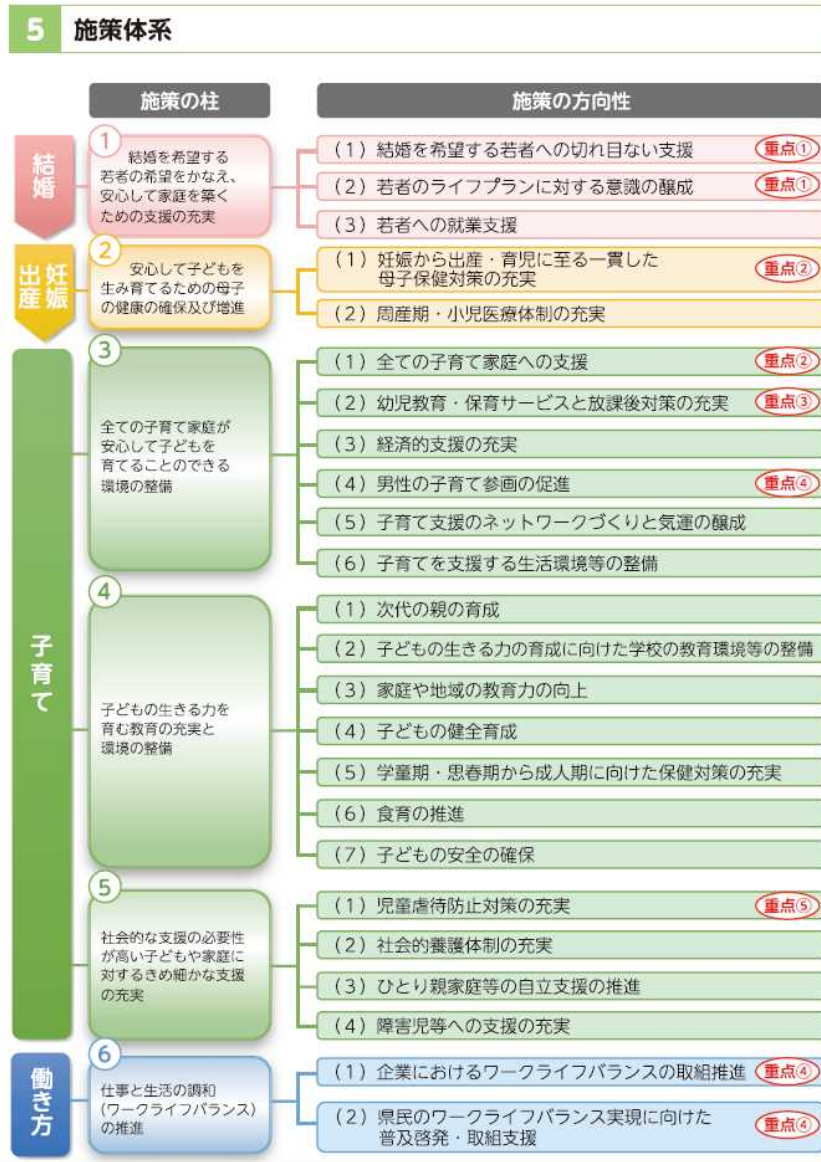 5 施策体系
施策の柱
施策の方向性
結婚
1
結婚を希望する
若者の希望をかなえ、
安心して家庭を築く
ための支援の充実
(1) 結婚を希望する若者への切れ目ない支援 重点①
(2) 若者のライフプランに対する意識の醸成 重点①
(3) 若者への就業支援
妊娠
出産
2
安心して子どもを
生み育てるための母子
の健康の確保及び増進
(1) 妊娠から出産・育児に至る一貫した
母子保健対策の充実 重点②
(2) 周産期・小児医療体制の充実
子育て
3
全ての子育て家庭が
安心して子どもを
育てることのできる
環境の整備
(1) 全ての子育て家庭への支援 重点②
(2) 幼児教育・保育サービスと放課後対策の充実 重点③
(3) 経済的支援の充実
(4) 男性の子育て参画の促進 重点④
(5) 子育て支援のネットワークづくりと気運の醸成
(6) 子育てを支援する生活環境等の整備
4
子どもの生きる力を
育む教育の充実と
環境の整備
(1) 次代の親の育成
(2) 子どもの生きる力の育成に向けた学校の教育環境等の整備
(3) 家庭や地域の教育力の向上
(4) 子どもの健全育成
(5) 学童期・思春期から成人期に向けた保健対策の充実
(6) 食育の推進
(7) 子どもの安全の確保
5
社会的な支援の必要性
が高い子どもや家庭に
対するきめ細かな支援
の充実
(1) 児童虐待防止対策の充実 重点⑤
(2) 社会的養護体制の充実
(3) ひとり親家庭等の自立支援の推進
(4) 障害児等への支援の充実
働き方
6
仕事と生活の調和
(ワークライフバランス)
の推進
(1) 企業におけるワークライフバランスの取組推進 重点④
(2) 県民のワークライフバランス実現に向けた
普及啓発・取組支援 重点④